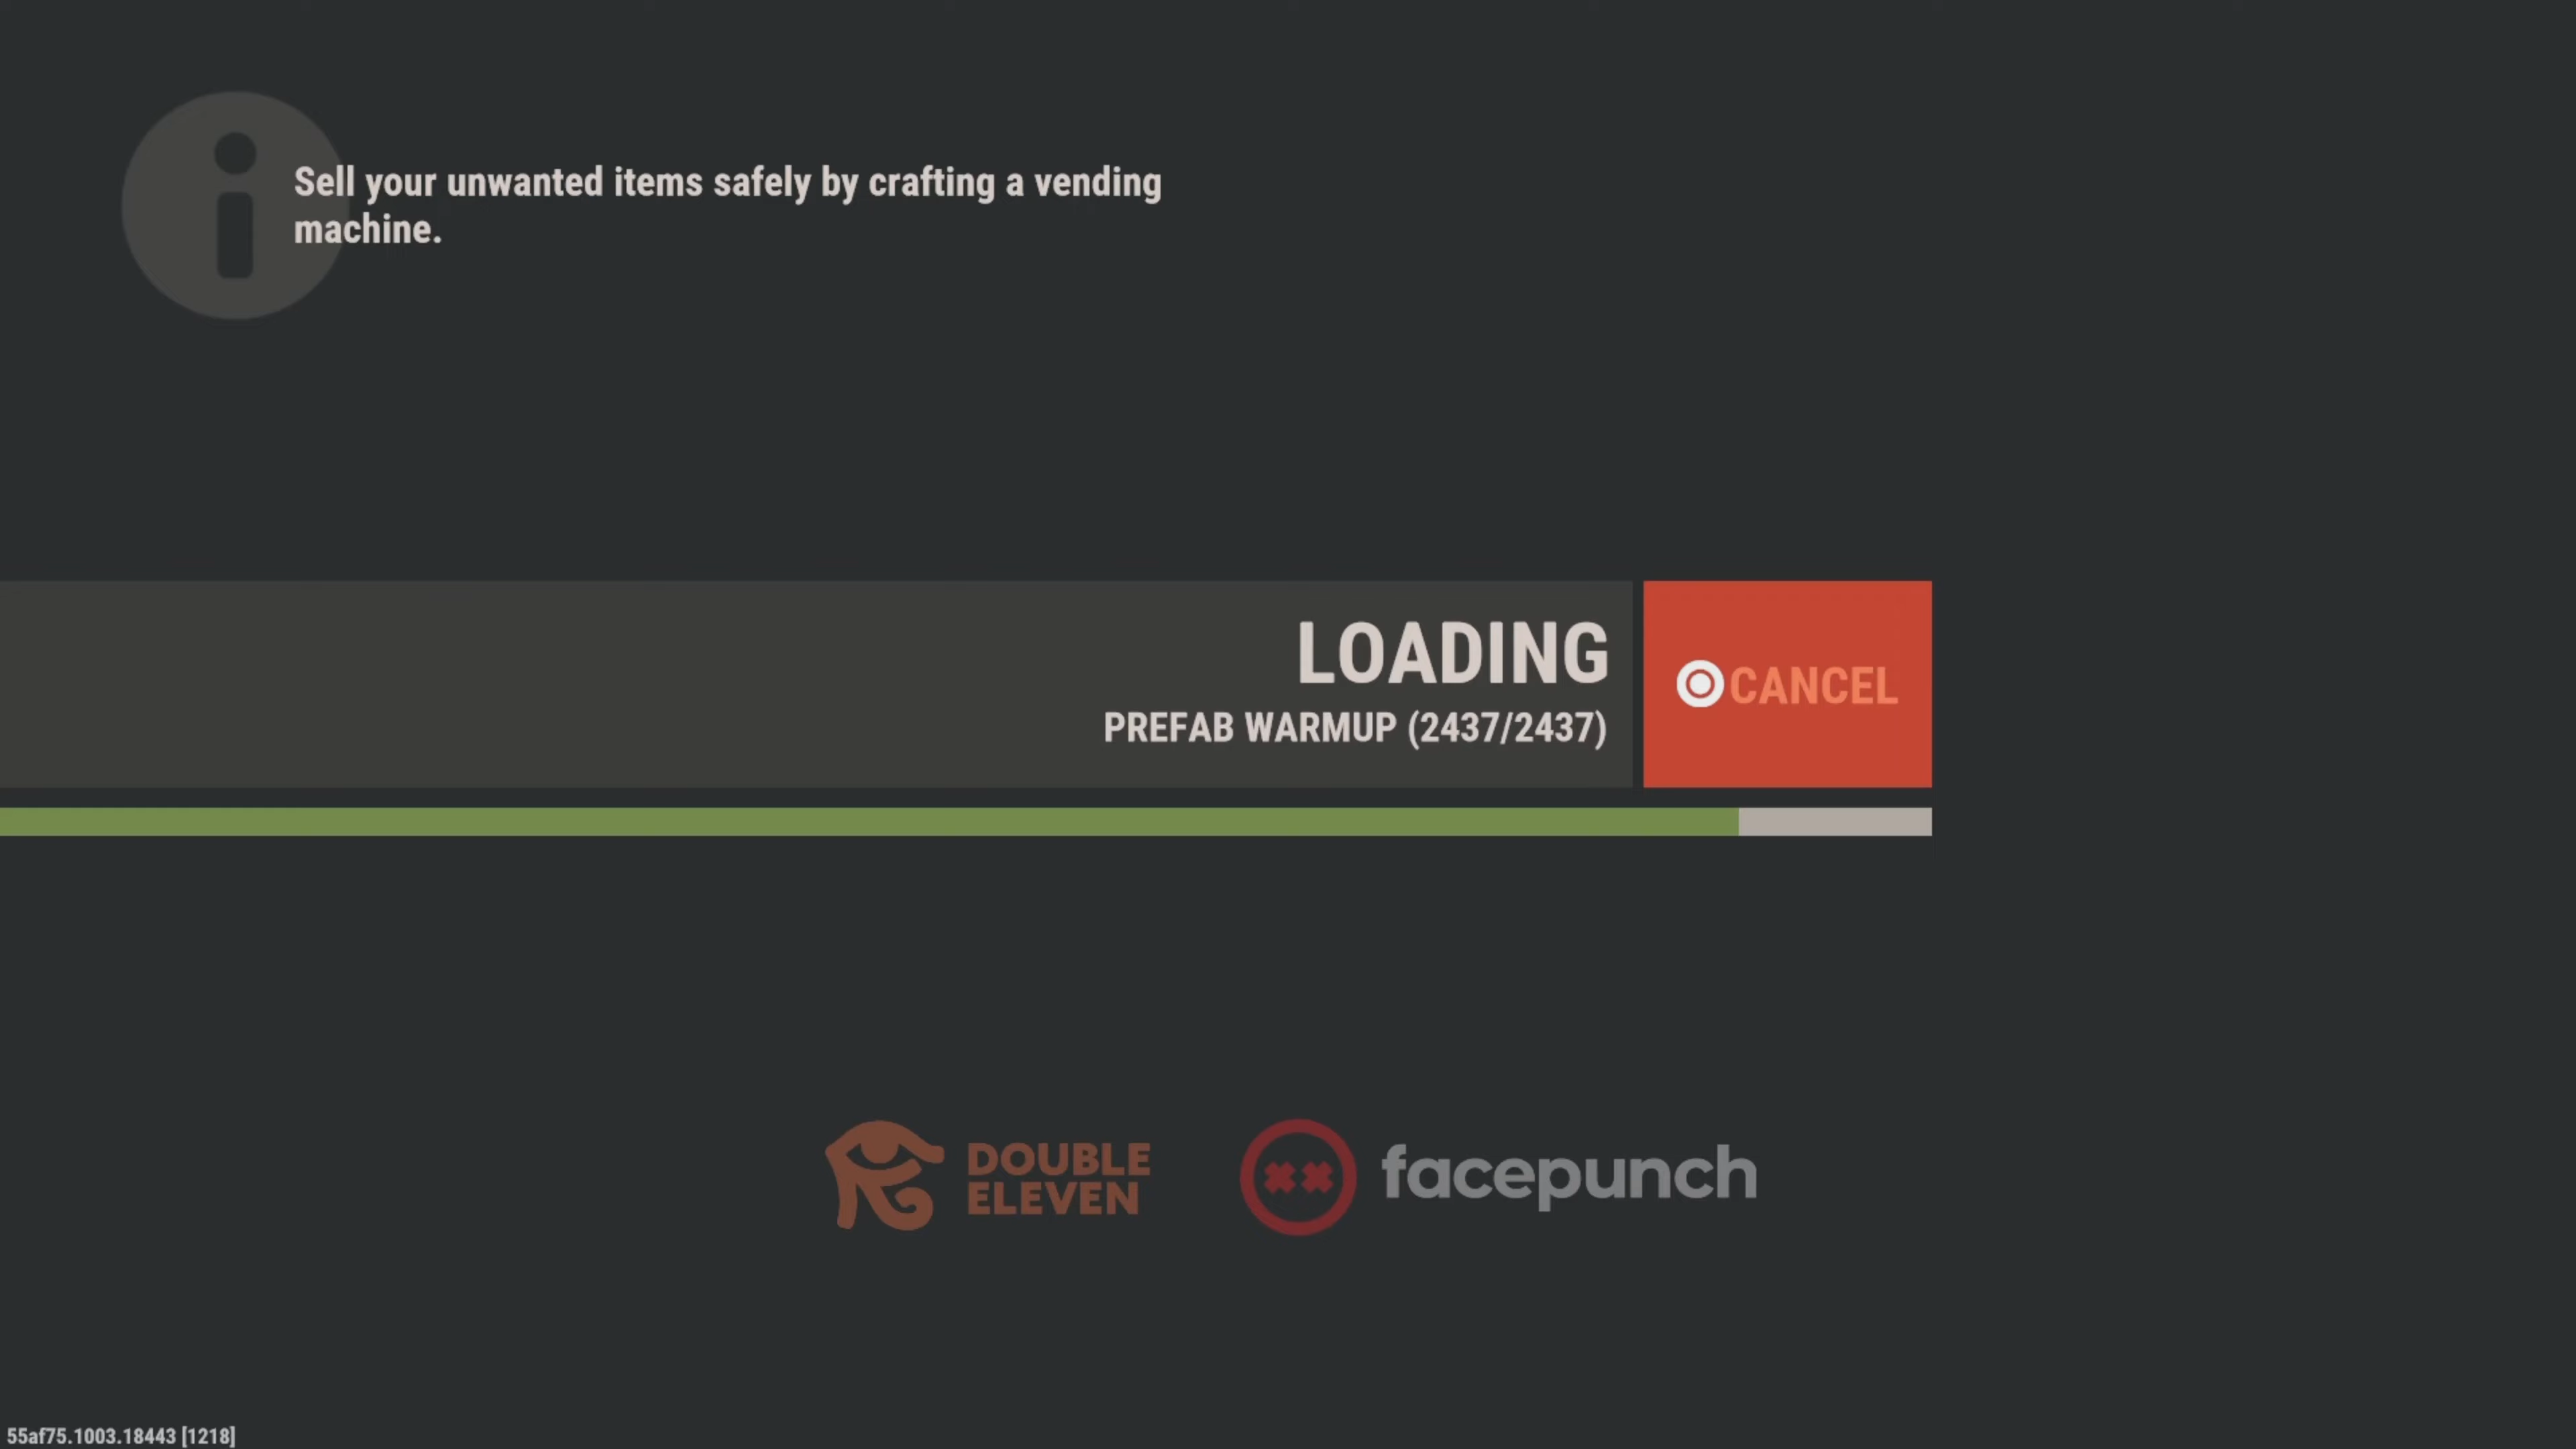 Sell your unwanted items safely by crafting a vending
machine.
LOADING
PREFAB WARMUP (2437/2437)
CANCEL
DOUBLE
ELEVEN
facepunch
55af75.1003.18443 [1218]